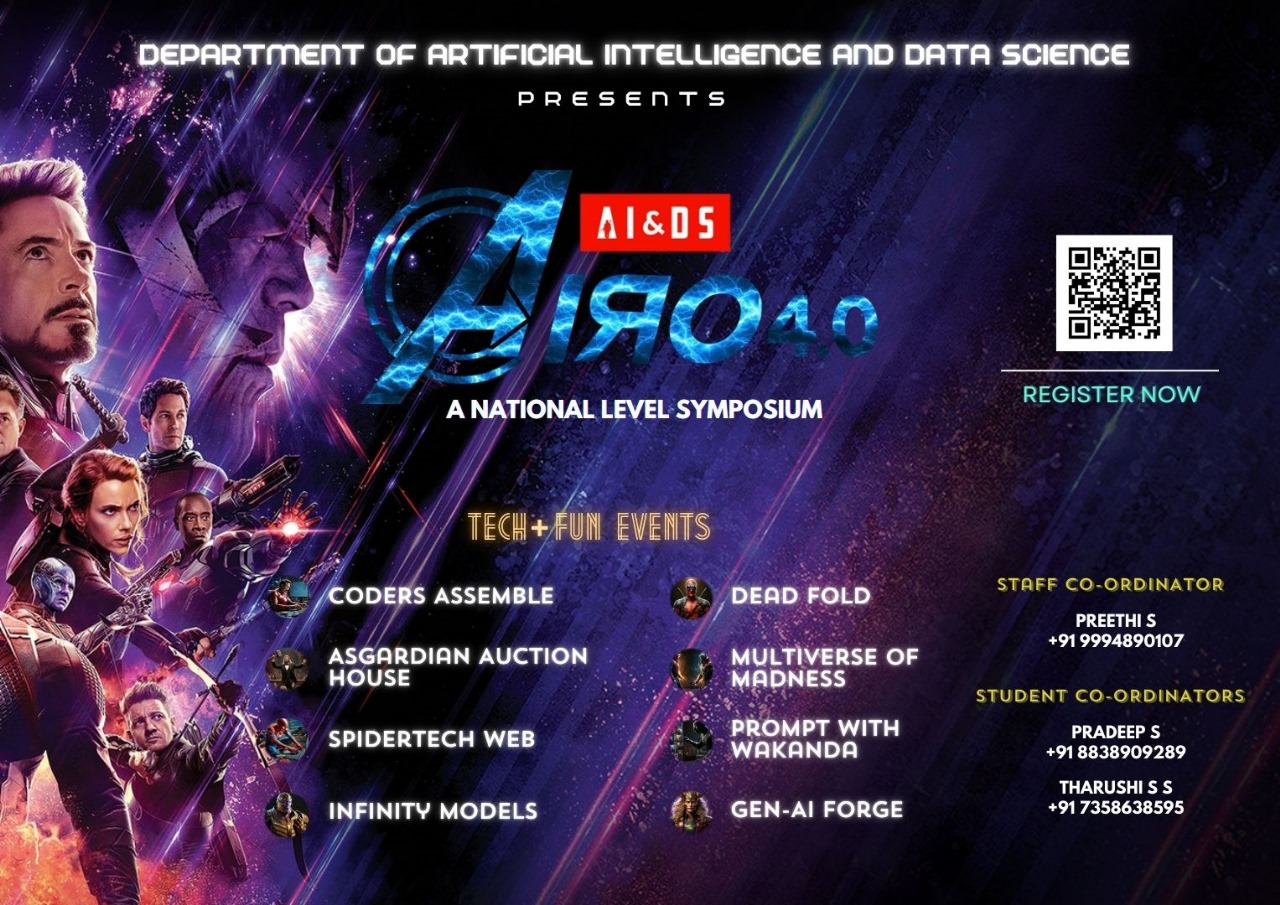 DEPARTMENT OF ARTIFICIAL INTELLIGENCE AND DATA SCIENCE
PRESENTS
AI&DS
AIRO 4.0
A NATIONAL LEVEL SYMPOSIUM
REGISTER NOW
TECH+FUN EVENTS
CODERS ASSEMBLE
ASGARDIAN AUCTION
HOUSE
SPIDERTECH WEB
INFINITY MODELS
DEAD FOLD
MULTIVERSE OF
MADNESS
PROMPT WITH
WAKANDA
GEN-AI FORGE
STAFF CO-ORDINATOR
PREETHI S
+91 9994890107
STUDENT CO-ORDINATORS
PRADEEP S
+91 8838909289
THARUSHI S S
+91 7358638595